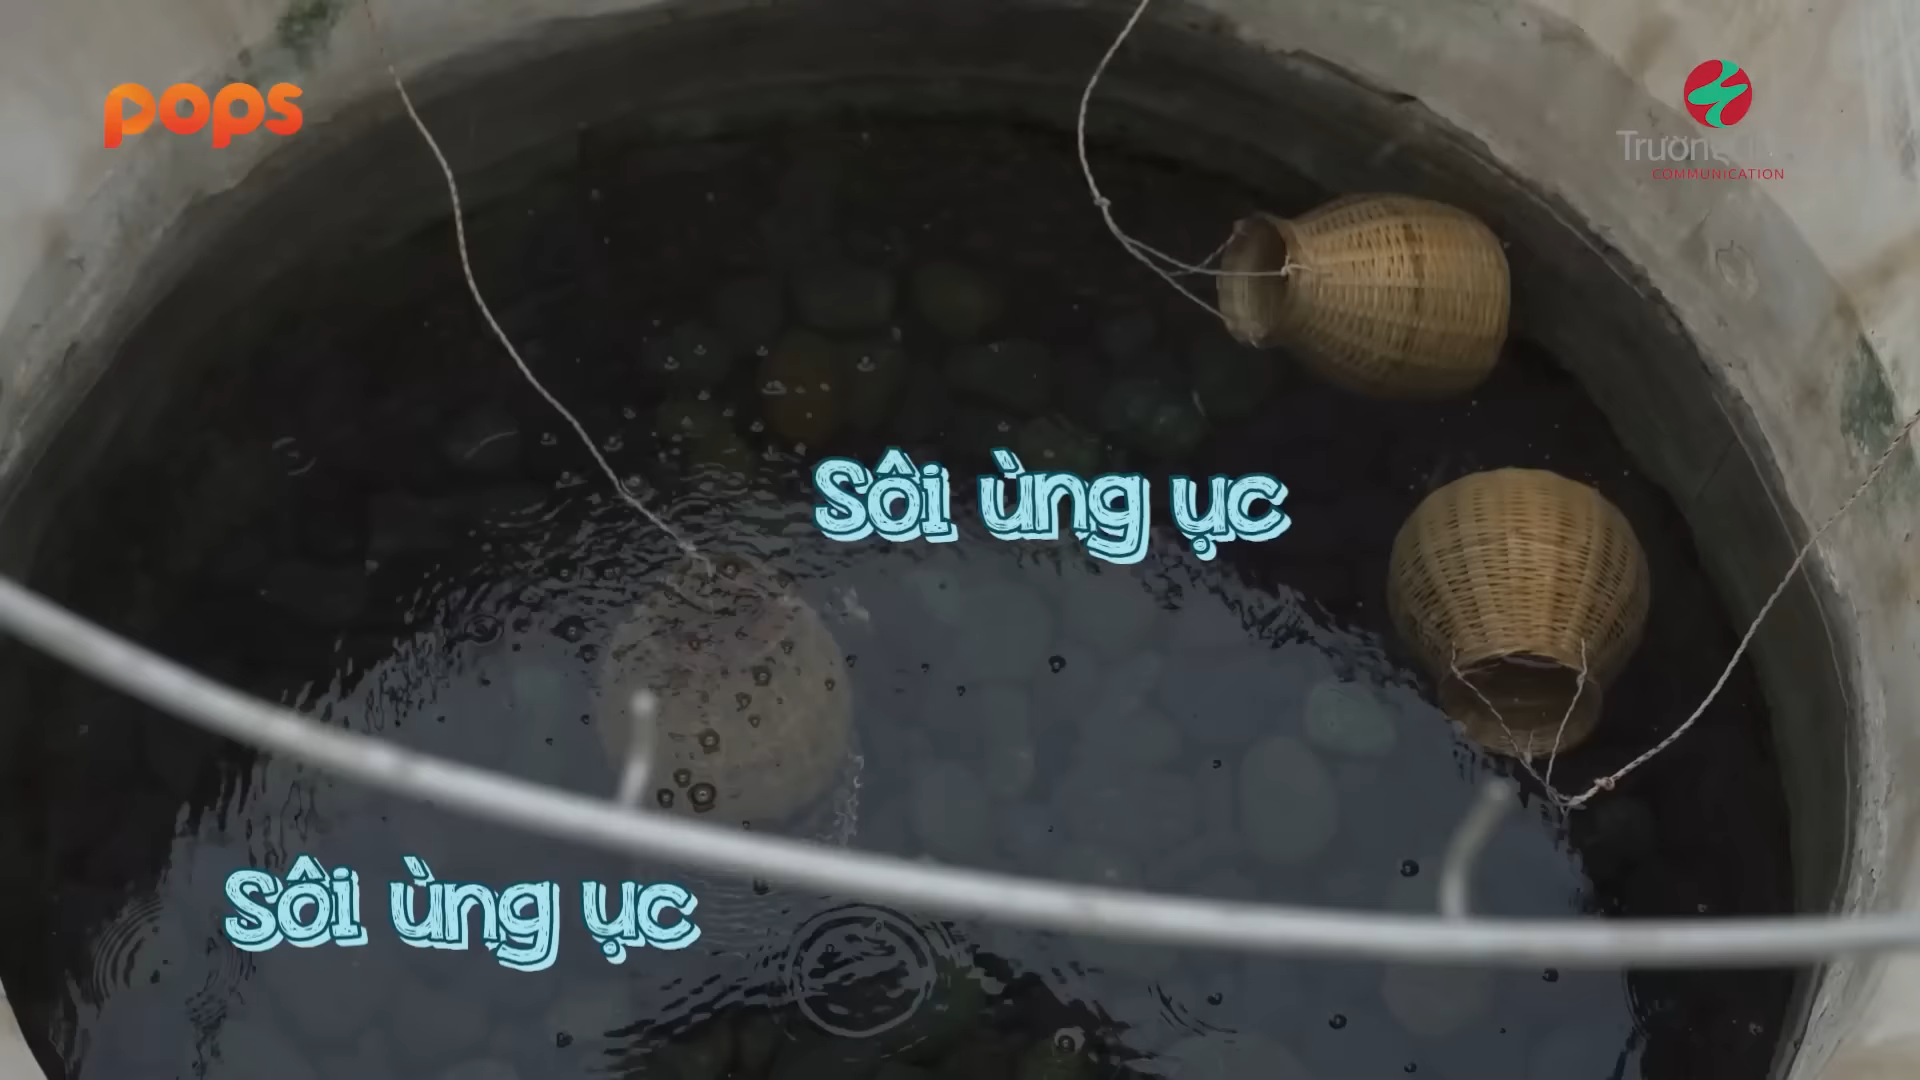 pops
COMMUNICATION
Sôi ùng ục
Sôi ùng ục